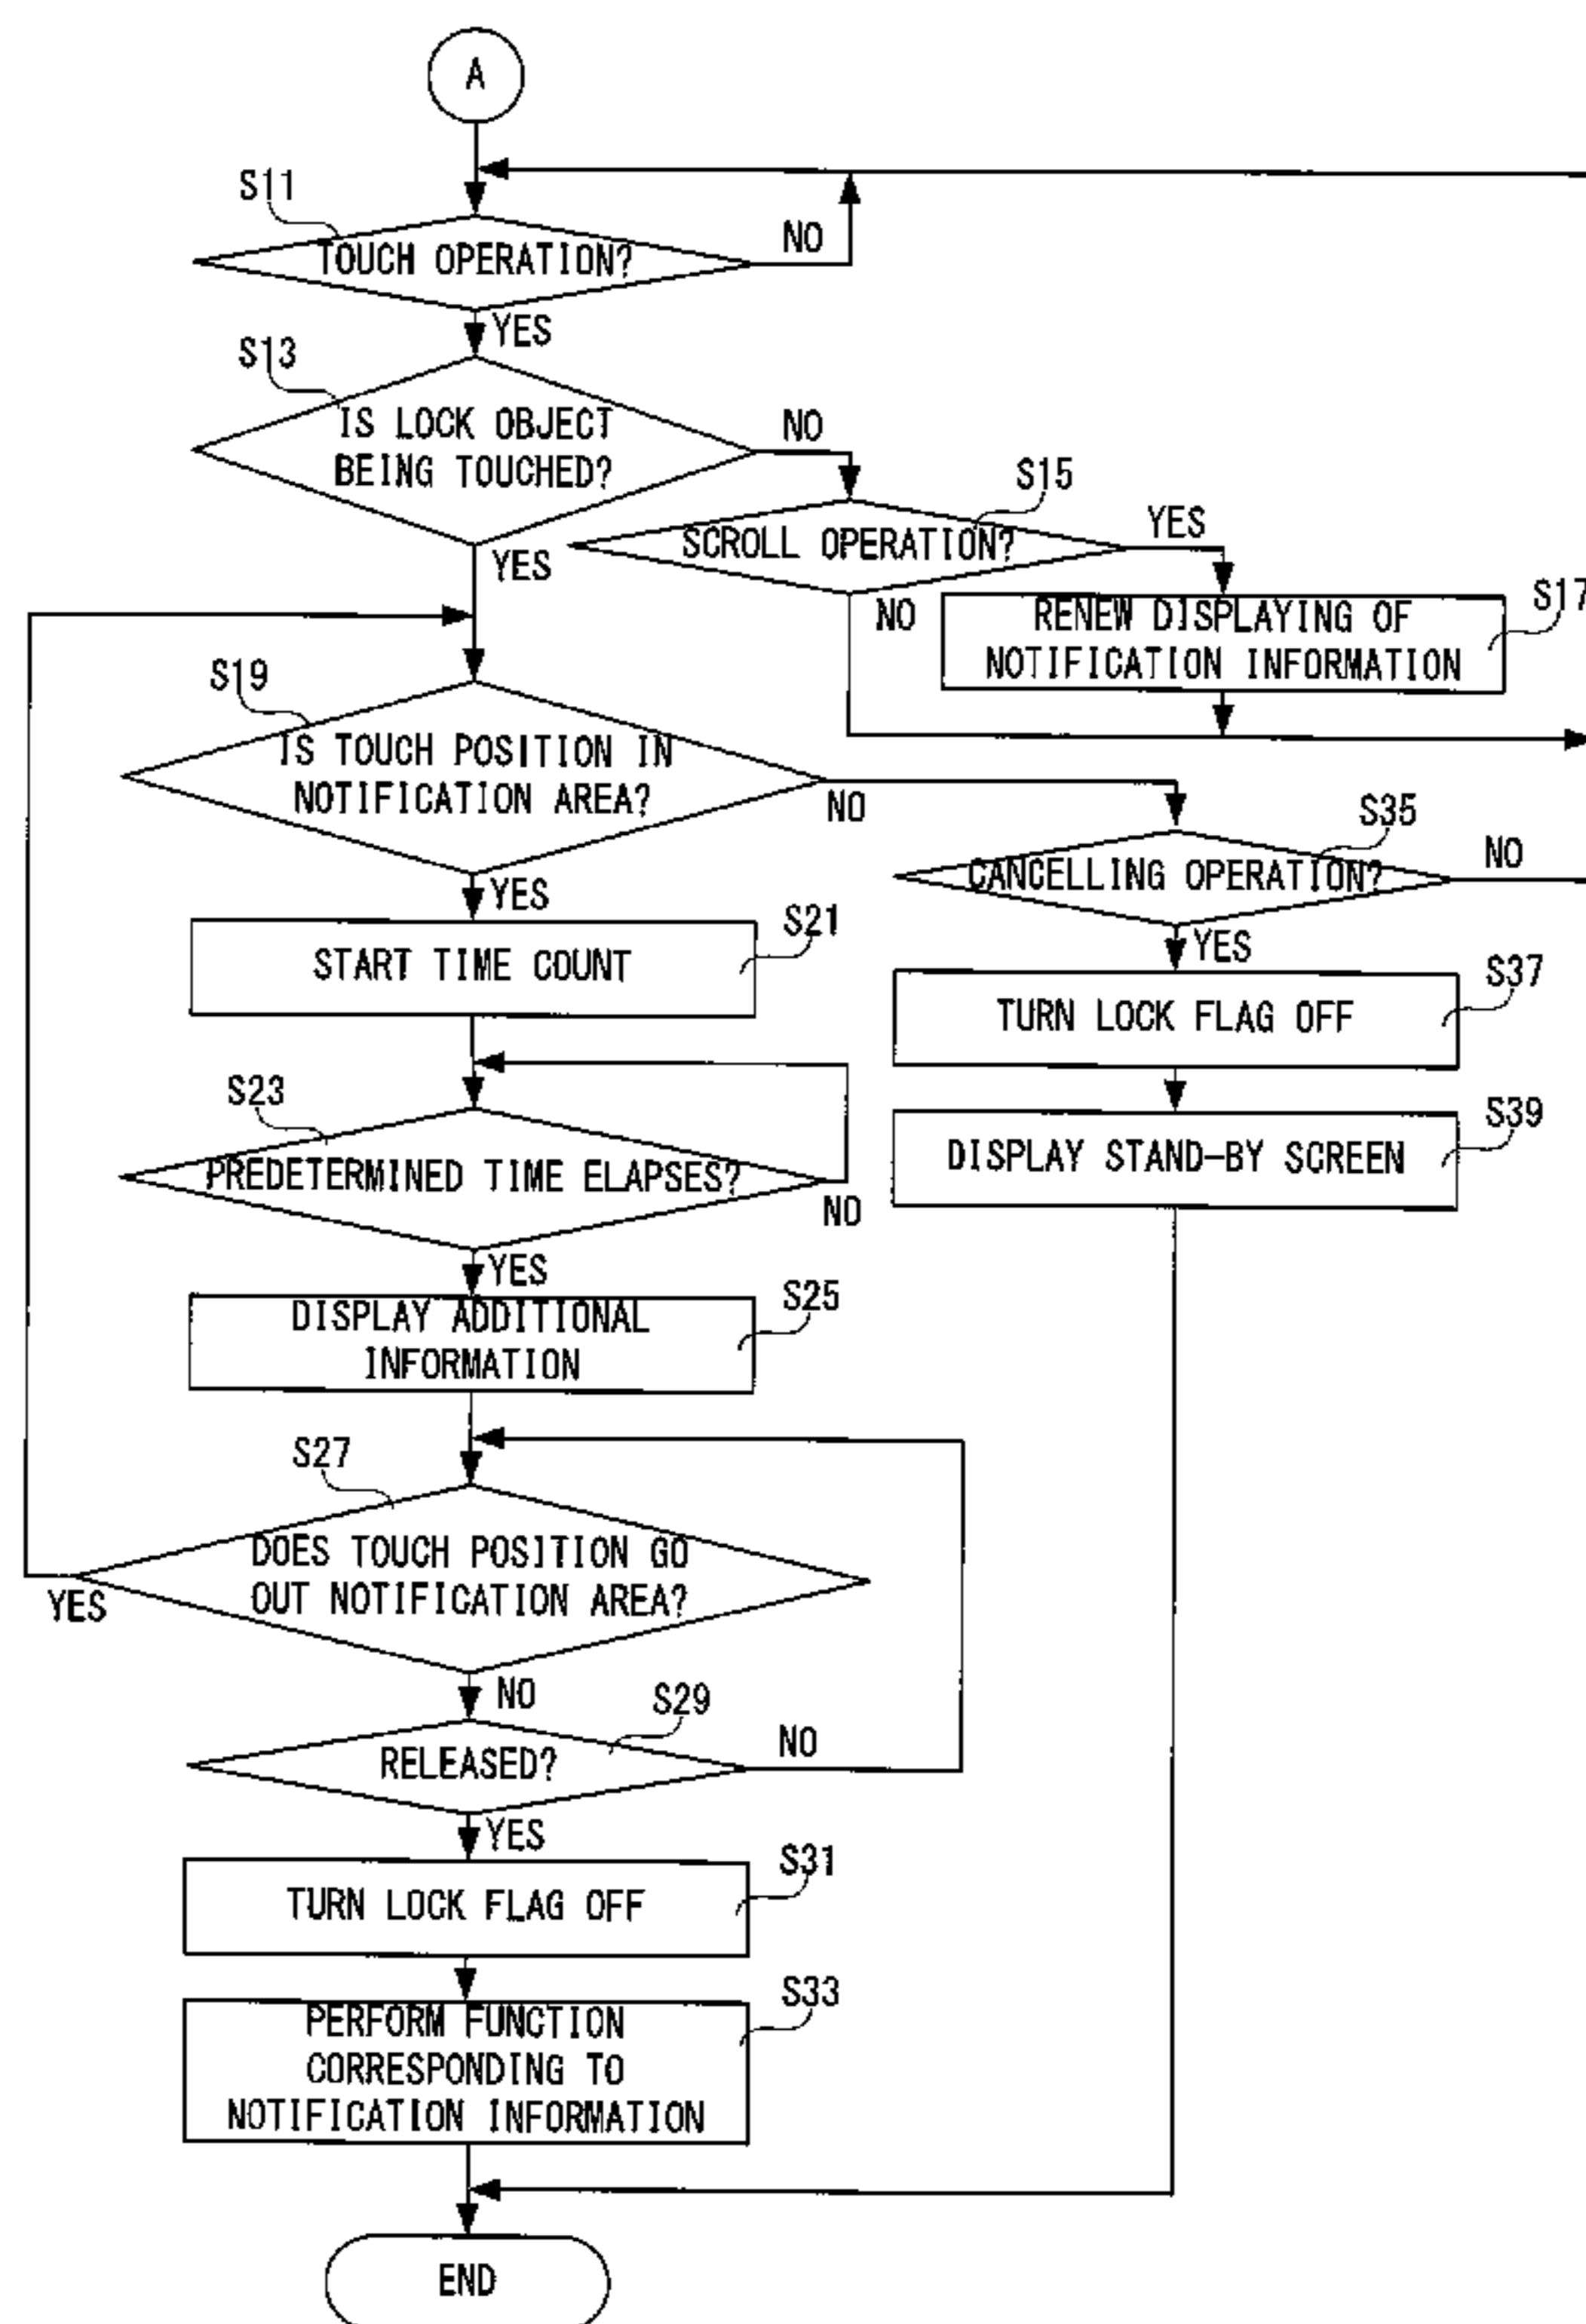 A
S11
TOUCH OPERATION?
NO
YES
S13
IS LOCK OBJECT
BEING TOUCHED?
NO
YES
S15
SCROLL OPERATION?
YES
NO
S17
RENEW DISPLAYING OF
NOTIFICATION INFORMATION
S19
IS TOUCH POSITION IN
NOTIFICATION AREA?
NO
YES
S35
CANCELLING OPERATION?
NO
YES
S21
START TIME COUNT
S37
TURN LOCK FLAG OFF
S23
PREDETERMINED TIME ELAPSES?
NO
YES
S39
DISPLAY STAND-BY SCREEN
S25
DISPLAY ADDITIONAL
INFORMATION
S27
DOES TOUCH POSITION GO
OUT NOTIFICATION AREA?
YES
NO
S29
RELEASED?
NO
YES
S31
TURN LOCK FLAG OFF
S33
PERFORM FUNCTION
CORRESPONDING TO
NOTIFICATION INFORMATION
END